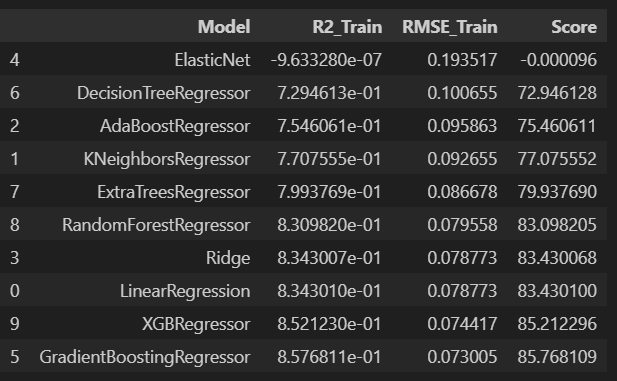 Model R2_Train RMSE_Train Score
4 ElasticNet -9.633280e-07 0.193517 -0.000096
6 DecisionTreeRegressor 7.294613e-01 0.100655 72.946128
2 AdaBoostRegressor 7.546061e-01 0.095863 75.460611
1 KNeighborsRegressor 7.707555e-01 0.092655 77.075552
7 ExtraTreesRegressor 7.993769e-01 0.086678 79.937690
8 RandomForestRegressor 8.309820e-01 0.079558 83.098205
3 Ridge 8.343007e-01 0.078773 83.430068
0 LinearRegression 8.343010e-01 0.078773 83.430100
9 XGBRegressor 8.521230e-01 0.074417 85.212296
5 GradientBoostingRegressor 8.576811e-01 0.073005 85.768109